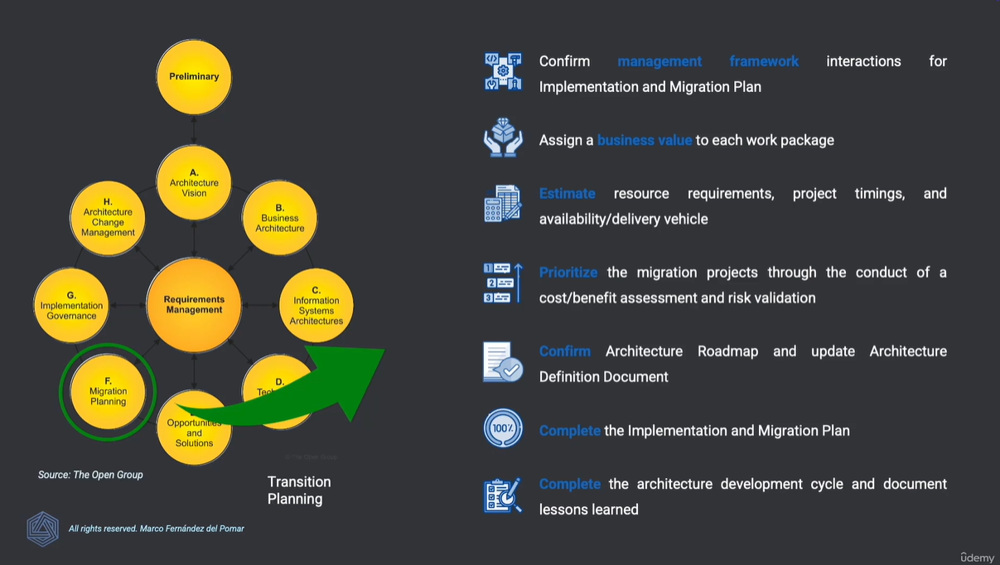 Preliminary
A.
Architecture
Vision
H.
Architecture
Change
Management
B.
Business
Architecture
G.
Implementation
Governance
Requirements
Management
C.
Information
Systems
Architectures
F.
Migration
Planning
D.
Opportunities
and
Solutions
© The Open Group
Source: The Open Group
Transition
Planning
All rights reserved. Marco Fernández del Pomar
Confirm management framework interactions for
Implementation and Migration Plan
Assign a business value to each work package
Estimate resource requirements, project timings, and
availability/delivery vehicle
1
2
3
Prioritize the migration projects through the conduct of a
cost/benefit assessment and risk validation
Confirm Architecture Roadmap and update Architecture
Definition Document
100%
Complete the Implementation and Migration Plan
Complete the architecture development cycle and document
lessons learned
udemy